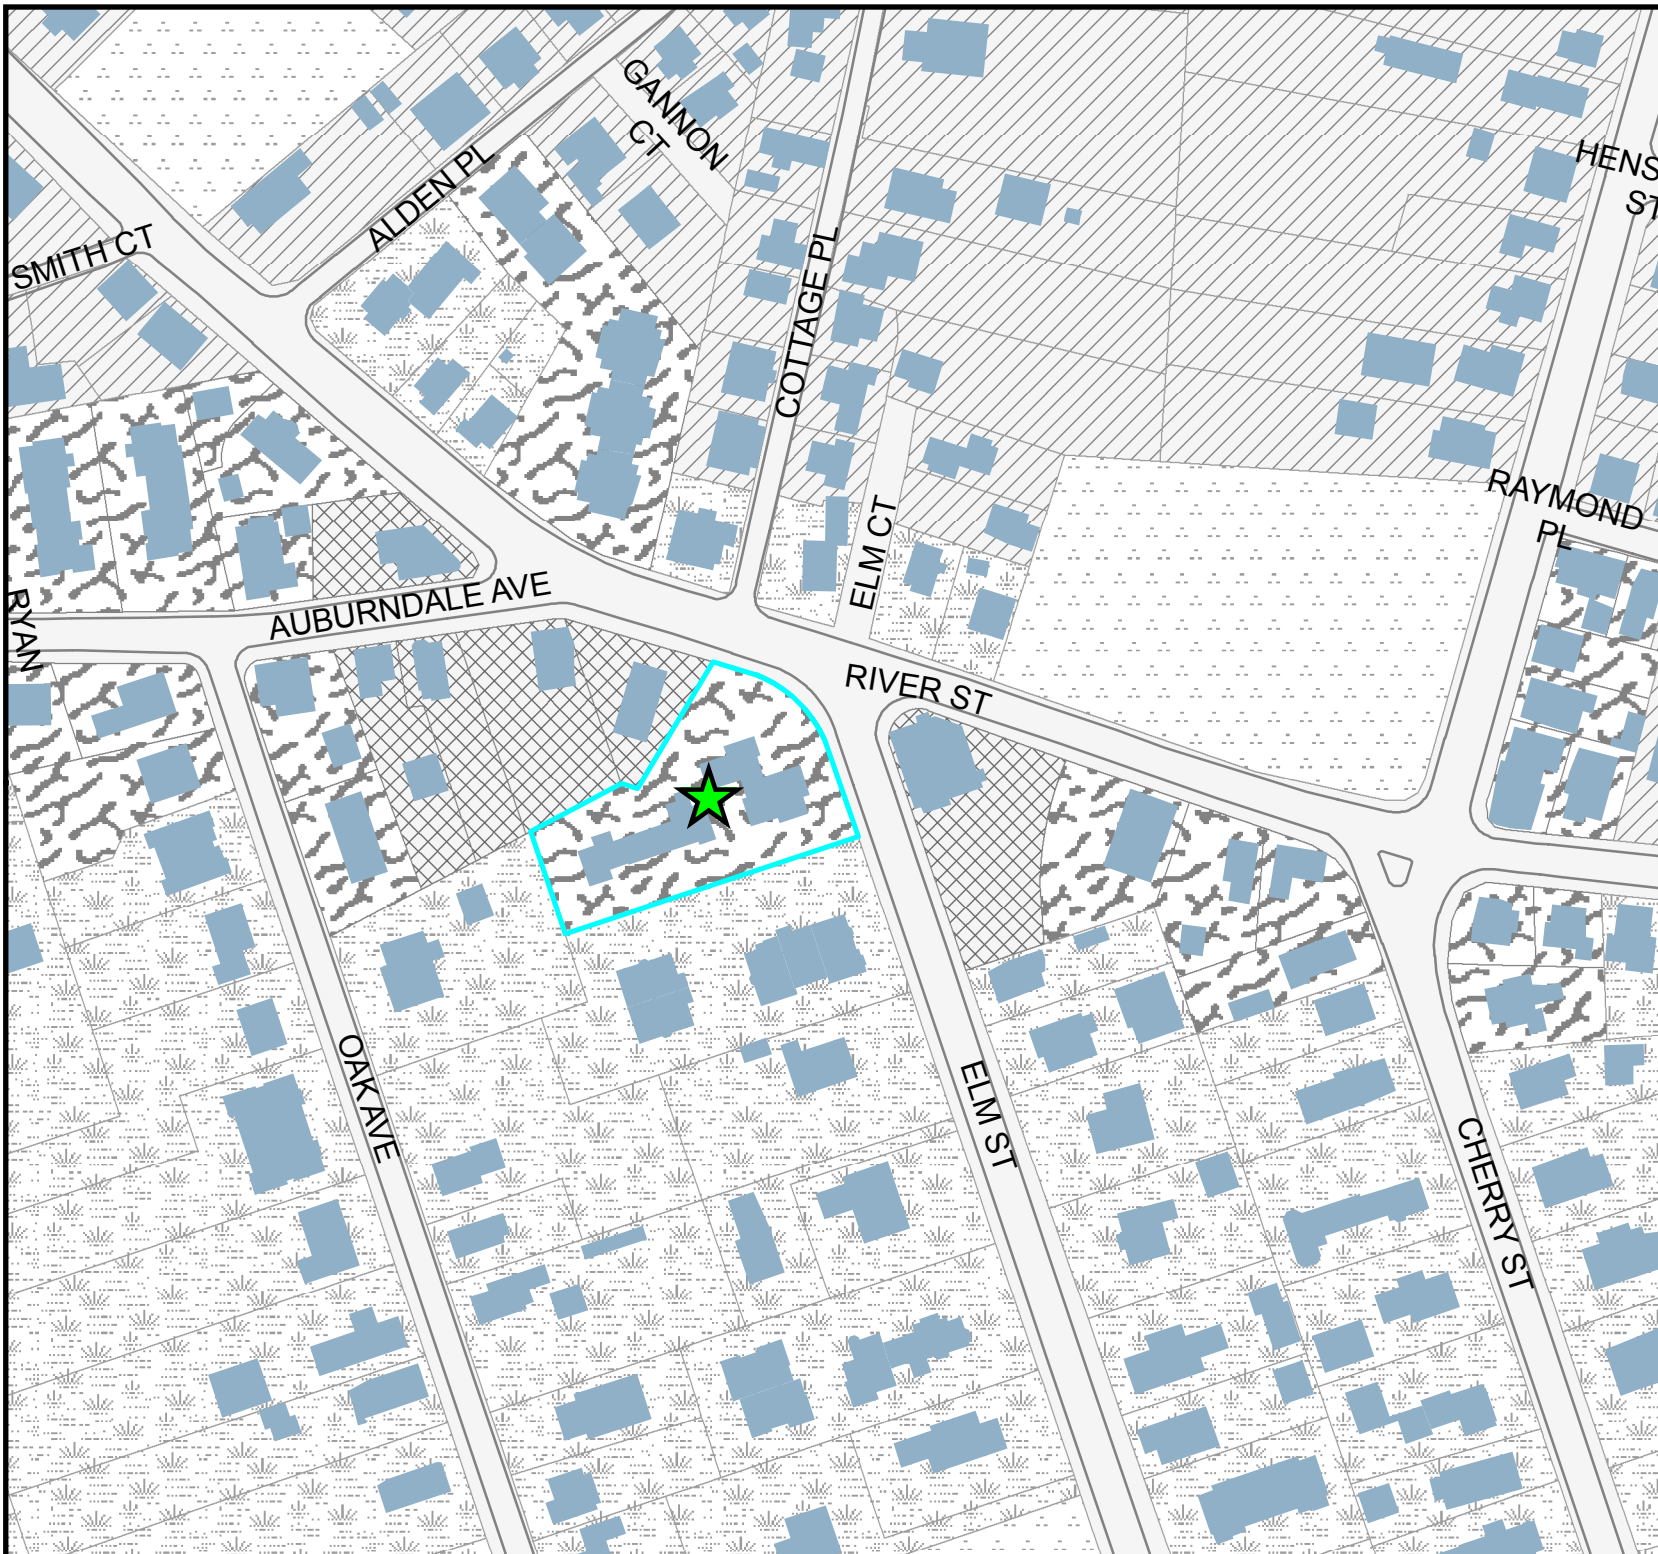 GANNON
CT
ALDEN PL
SMITH CT
HENS
ST
COTTAGE PL
RAYMOND
PL
ELM CT
AUBURNDALE AVE
RYAN
RIVER ST
OAK AVE
ELM ST
CHERRY ST